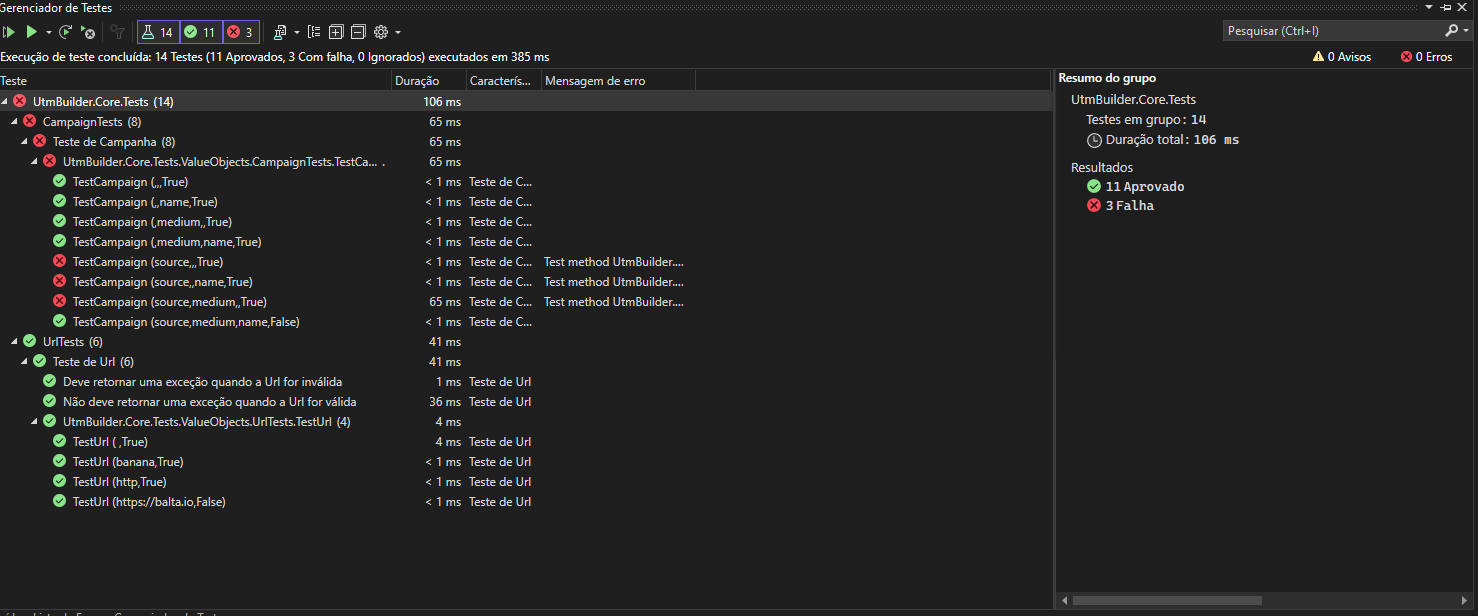 Gerenciador de Testes
14 11 3
Pesquisar (Ctrl+I)
Execução de teste concluída: 14 Testes (11 Aprovados, 3 Com falha, 0 Ignorados) executados em 385 ms
0 Avisos 0 Erros
Teste Duração Caracterís... Mensagem de erro
Resumo do grupo
UtmBuilder.Core.Tests (14) 106 ms
CampaignTests (8) 65 ms
Teste de Campanha (8) 65 ms
UtmBuilder.Core.Tests.ValueObjects.CampaignTests.TestCa... . 65 ms
TestCampaign (,,,True) < 1 ms Teste de C...
TestCampaign (,,name,True) < 1 ms Teste de C...
TestCampaign (,medium,,True) < 1 ms Teste de C...
TestCampaign (,medium,name,True) < 1 ms Teste de C...
TestCampaign (source,,,True) < 1 ms Teste de C... Test method UtmBuilder....
TestCampaign (source,,name,True) < 1 ms Teste de C... Test method UtmBuilder....
TestCampaign (source,medium,,True) 65 ms Teste de C... Test method UtmBuilder....
TestCampaign (source,medium,name,False) < 1 ms Teste de C...
UrlTests (6) 41 ms
Teste de Url (6) 41 ms
Deve retornar uma exceção quando a Url for inválida 1 ms Teste de Url
Não deve retornar uma exceção quando a Url for válida 36 ms Teste de Url
UtmBuilder.Core.Tests.ValueObjects.UrlTests.TestUrl (4) 4 ms
TestUrl ( ,True) 4 ms Teste de Url
TestUrl (banana,True) < 1 ms Teste de Url
TestUrl (http,True) < 1 ms Teste de Url
TestUrl (https://balta.io,False) < 1 ms Teste de Url
UtmBuilder.Core.Tests
Testes em grupo: 14
Duração total: 106 ms
Resultados
11 Aprovado
3 Falha